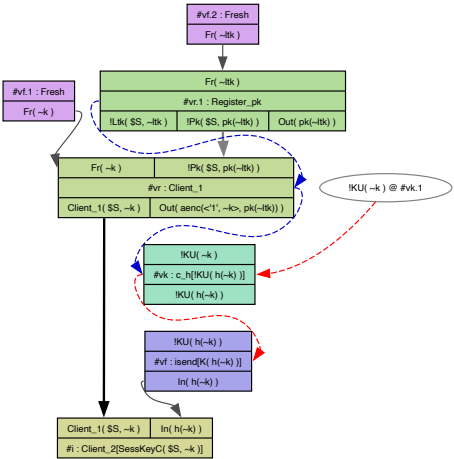 #vf.2 : Fresh
Fr( ~ltk )
#vf.1 : Fresh
Fr( ~k )
Fr( ~ltk )
#vr.1 : Register_pk
!Ltk( $S, ~ltk ) !Pk( $S, pk(~ltk) ) Out( pk(~ltk) )
Fr( ~k ) !Pk( $S, pk(~ltk) )
#vr : Client_1
Client_1( $S, ~k ) Out( aenc(<'1', ~k>, pk(~ltk)) )
!KU( ~k ) @ #vk.1
!KU( ~k )
#vk : c_h[!KU( h(~k) )]
!KU( h(~k) )
!KU( h(~k) )
#vf : isend[K( h(~k) )]
In( h(~k) )
Client_1( $S, ~k ) In( h(~k) )
#i : Client_2[SessKeyC( $S, ~k )]